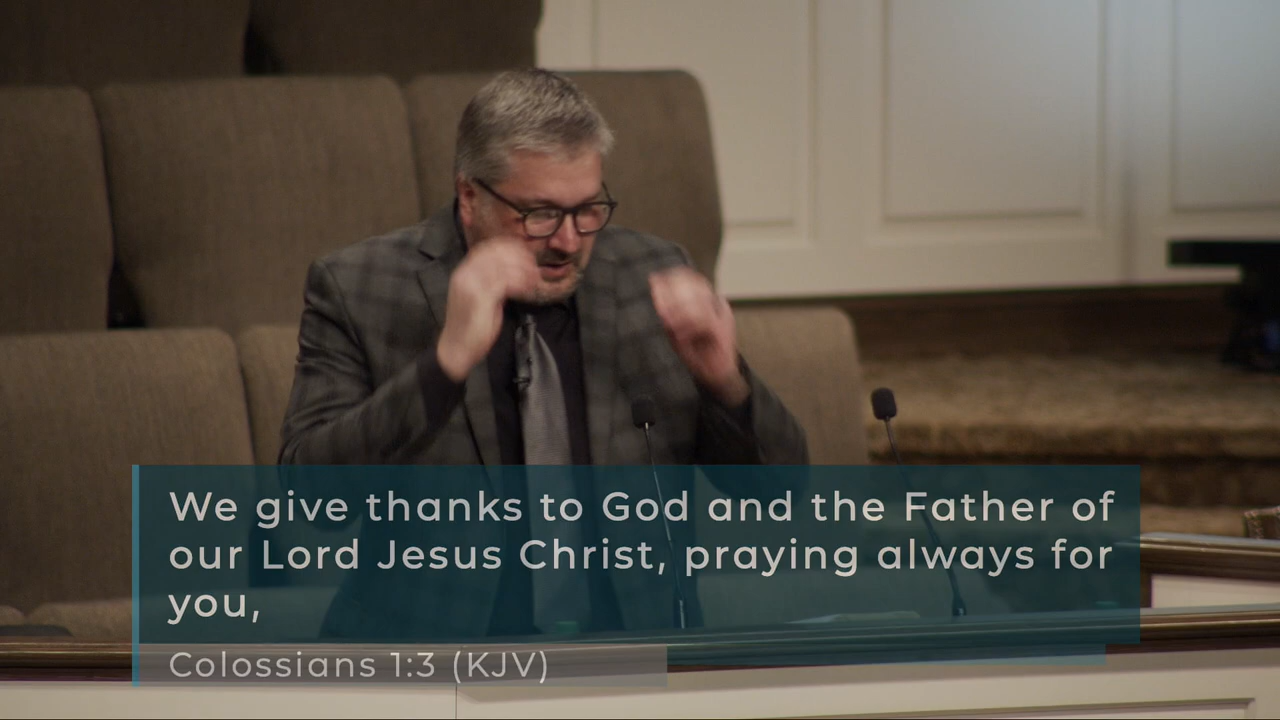 We give thanks to God and the Father of
our Lord Jesus Christ, praying always for
you,
Colossians 1:3 (KJV)